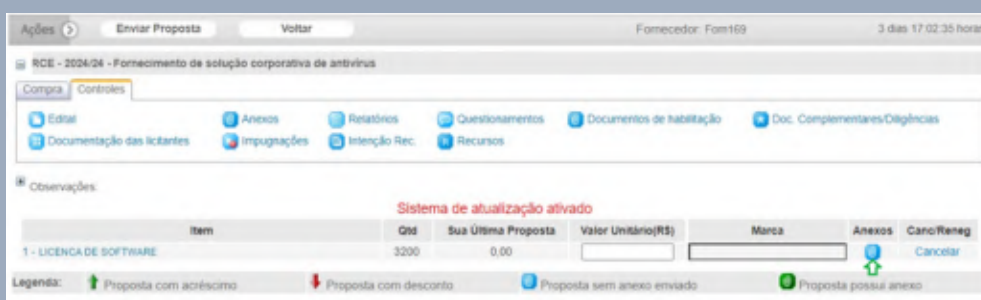 Ações Enviar Proposta Voltar Fornecedor: Forn169 3 dias 17:02:35 horas
RCE - 2024/24 - Fornecimento de solução corporativa de antivírus
Compra Controles
Edital Anexos Relatórios Questionamentos Documentos de habilitação Doc. Complementares/Diligências
Documentação das licitantes Impugnações Intenção Rec. Recursos
Observações:
Sistema de atualização ativado
Item Qtd Sua Última Proposta Valor Unitário(R$) Marca Anexos Canc/Reneg
1 - LICENCA DE SOFTWARE 3200 0,00 Cancelar
Legenda: Proposta com acréscimo Proposta com desconto Proposta sem anexo enviado Proposta possui anexo